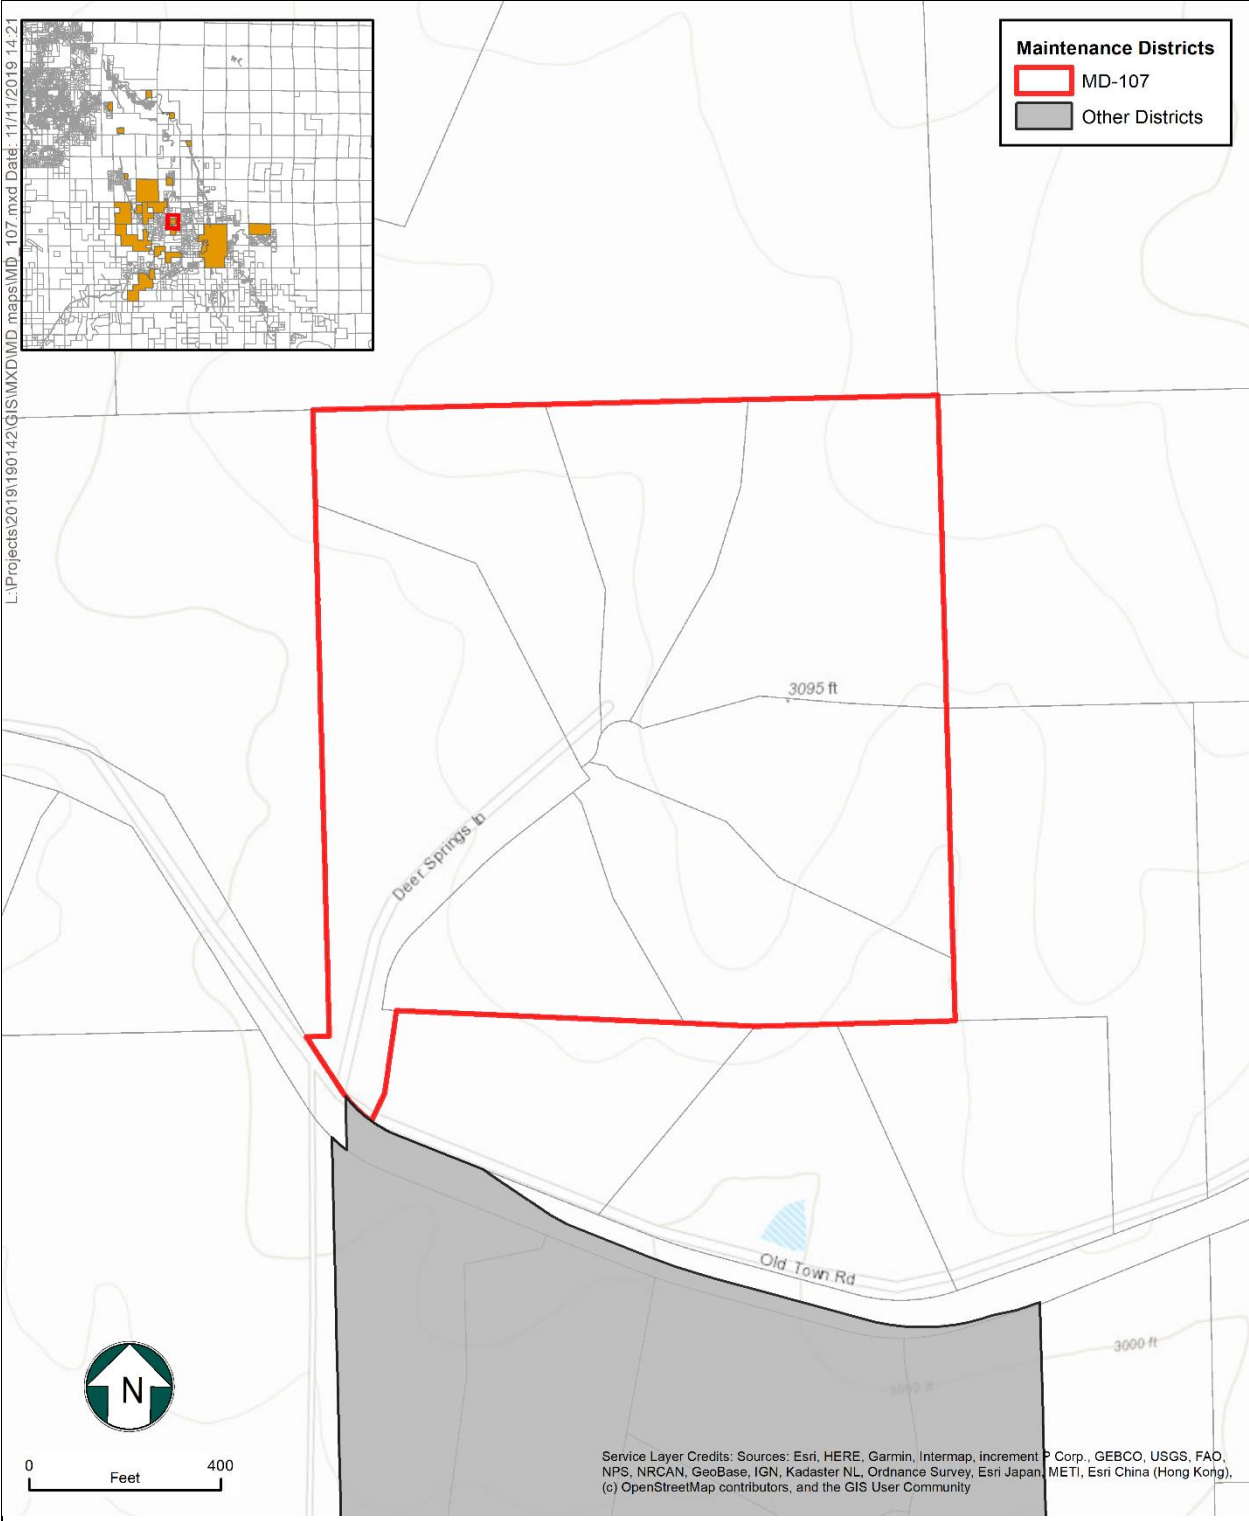 L:\Projects\2019\190142\GIS\MXD\MD maps\MD_107.mxd Date: 11/11/2019 14:21
Maintenance Districts
MD-107
Other Districts
3095 ft
Deer Springs ln
Old Town Rd
3000 ft
3000 ft
N
0 400
Feet
Service Layer Credits: Sources: Esri, HERE, Garmin, Intermap, increment P Corp., GEBCO, USGS, FAO,
NPS, NRCAN, GeoBase, IGN, Kadaster NL, Ordnance Survey, Esri Japan, METI, Esri China (Hong Kong),
(c) OpenStreetMap contributors, and the GIS User Community